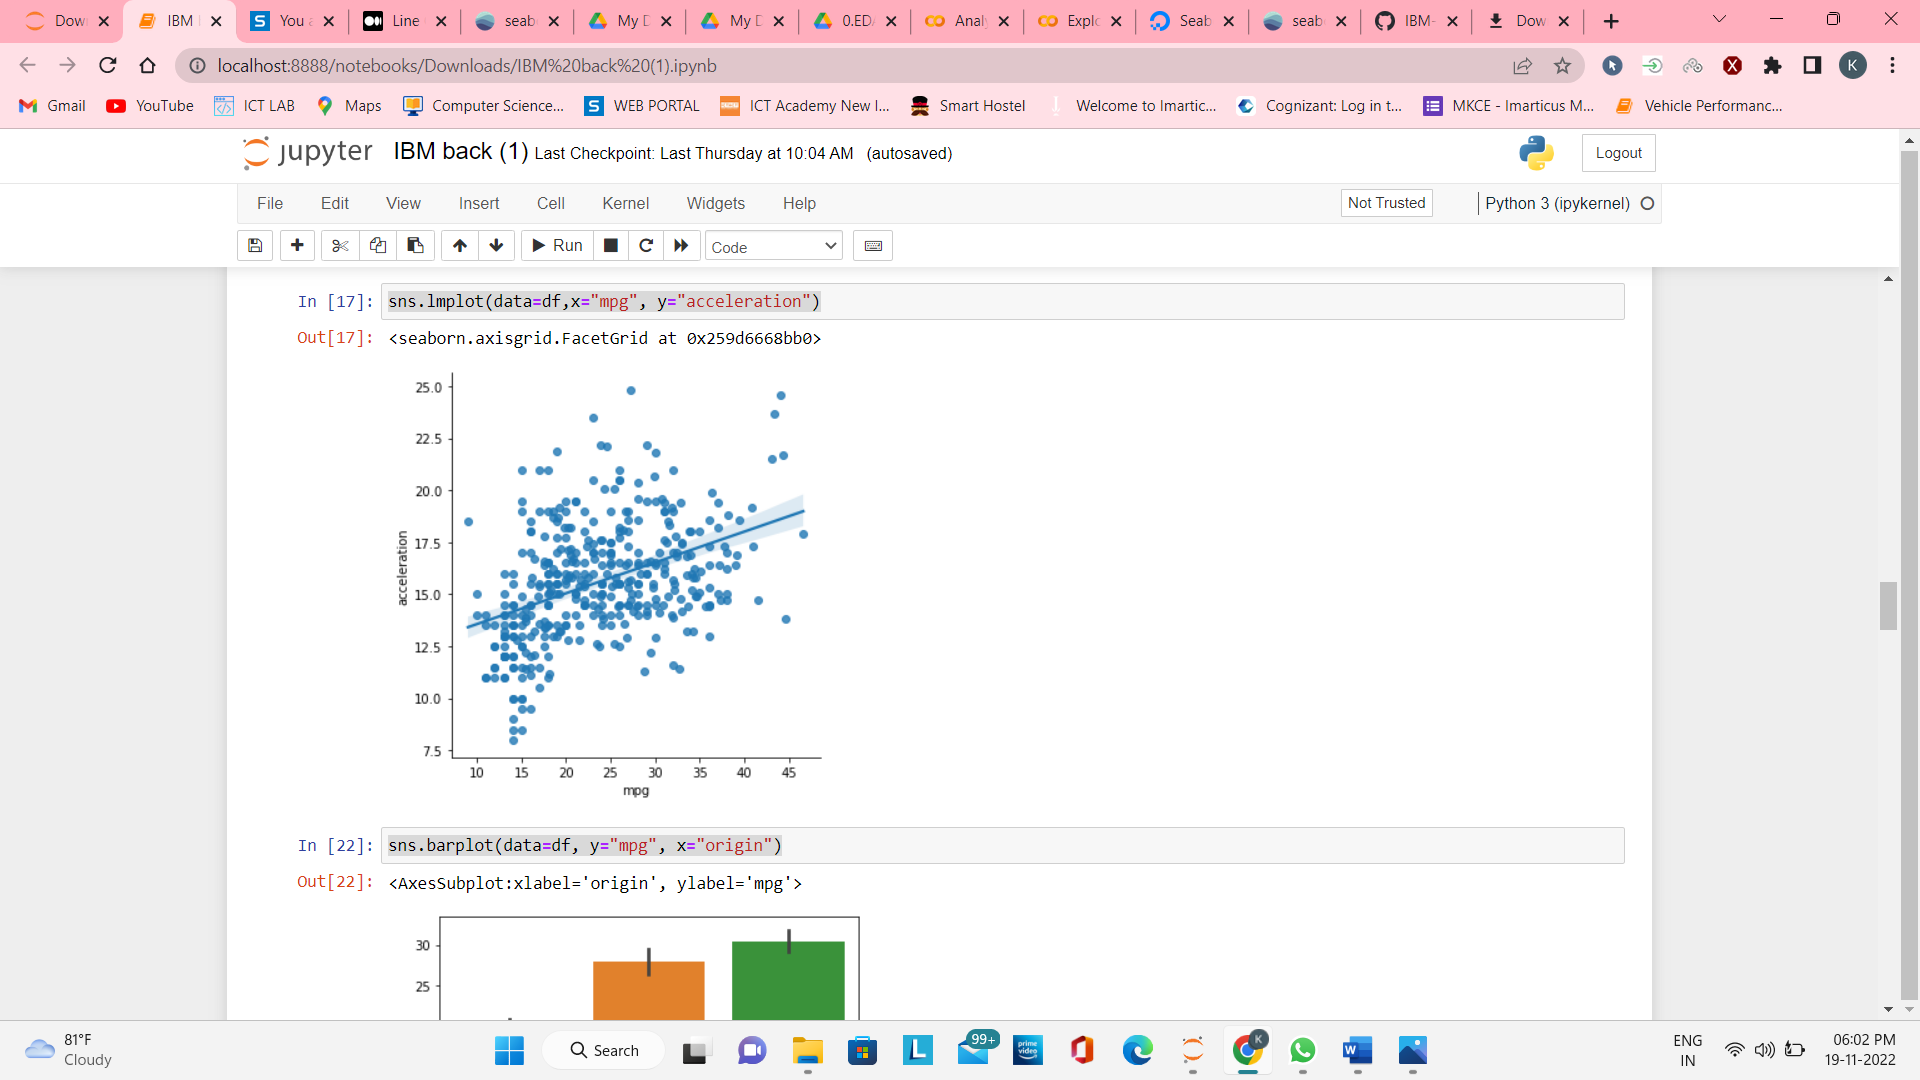 Dow
IBM
You a
Line
seab
My D
My D
0.ED
Analy
Explo
Seab
seab
IBM-
Dow
localhost:8888/notebooks/Downloads/IBM%20back%20(1).ipynb
K
Gmail
YouTube
ICT LAB
Maps
Computer Science...
S
WEB PORTAL
ICT Academy New I...
Smart Hostel
Welcome to Imartic...
Cognizant: Log in t...
MKCE - Imarticus M...
Vehicle Performanc...
jupyter IBM back (1) Last Checkpoint: Last Thursday at 10:04 AM (autosaved)
Logout
File Edit View Insert Cell Kernel Widgets Help
Not Trusted
Python 3 (ipykernel)
Run
Code
In [17]: sns.lmplot(data=df,x="mpg", y="acceleration")
Out[17]: <seaborn.axisgrid.FacetGrid at 0x259d6668bb0>
25.0
22.5
20.0
17.5
15.0
12.5
10.0
7.5
acceleration
10 15 20 25 30 35 40 45
mpg
In [22]: sns.barplot(data=df, y="mpg", x="origin")
Out[22]: <AxesSubplot:xlabel='origin', ylabel='mpg'>
30
25
81°F
Cloudy
Search
L
99+
prime video
K
W
ENG
IN
06:02 PM
19-11-2022